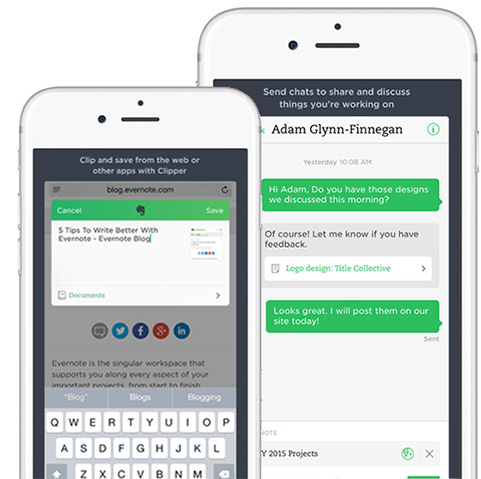 Send chats to share and discuss
things you're working on
Adam Glynn-Finnegan
Yesterday 10:08 AM
Hi Adam, Do you have those designs
we discussed this morning?
Of course! Let me know if you have
feedback.
Logo design: Title Collective
Looks great. I will post them on our
site today!
Sent
NOTE
Y 2015 Projects
Clip and save from the web or
other apps with Clipper
blog.evernote.com
Cancel
Save
5 Tips To Write Better With
Evernote - Evernote Blog
Documents
Evernote is the singular workspace that
supports you along every aspect of your
important projects, from start to finish
"Blog"
Blogs
Blogging
Q W E R T Y U I O P
A S D F G H J K L
Z X C V B N M